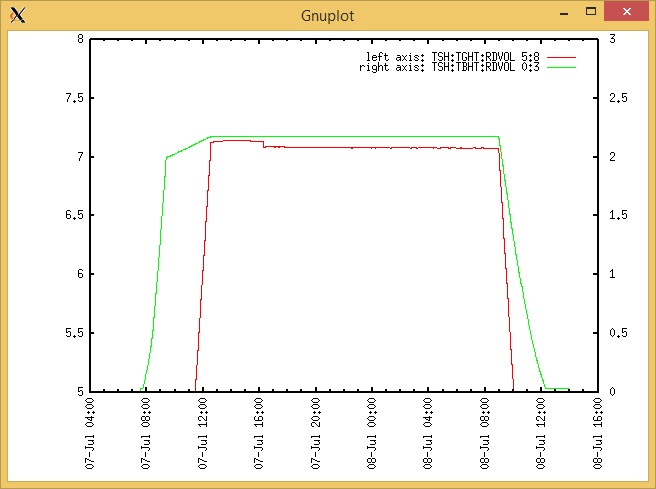 Gnuplot
left axis: TSH:TGHT:RDVOL 5:8
right axis: TSH:TBHT:RDVOL 0:3
8
7.5
7
6.5
6
5.5
5
3
2.5
2
1.5
1
0.5
0
07-Jul 04:00
07-Jul 08:00
07-Jul 12:00
07-Jul 16:00
07-Jul 20:00
08-Jul 00:00
08-Jul 04:00
08-Jul 08:00
08-Jul 12:00
08-Jul 16:00